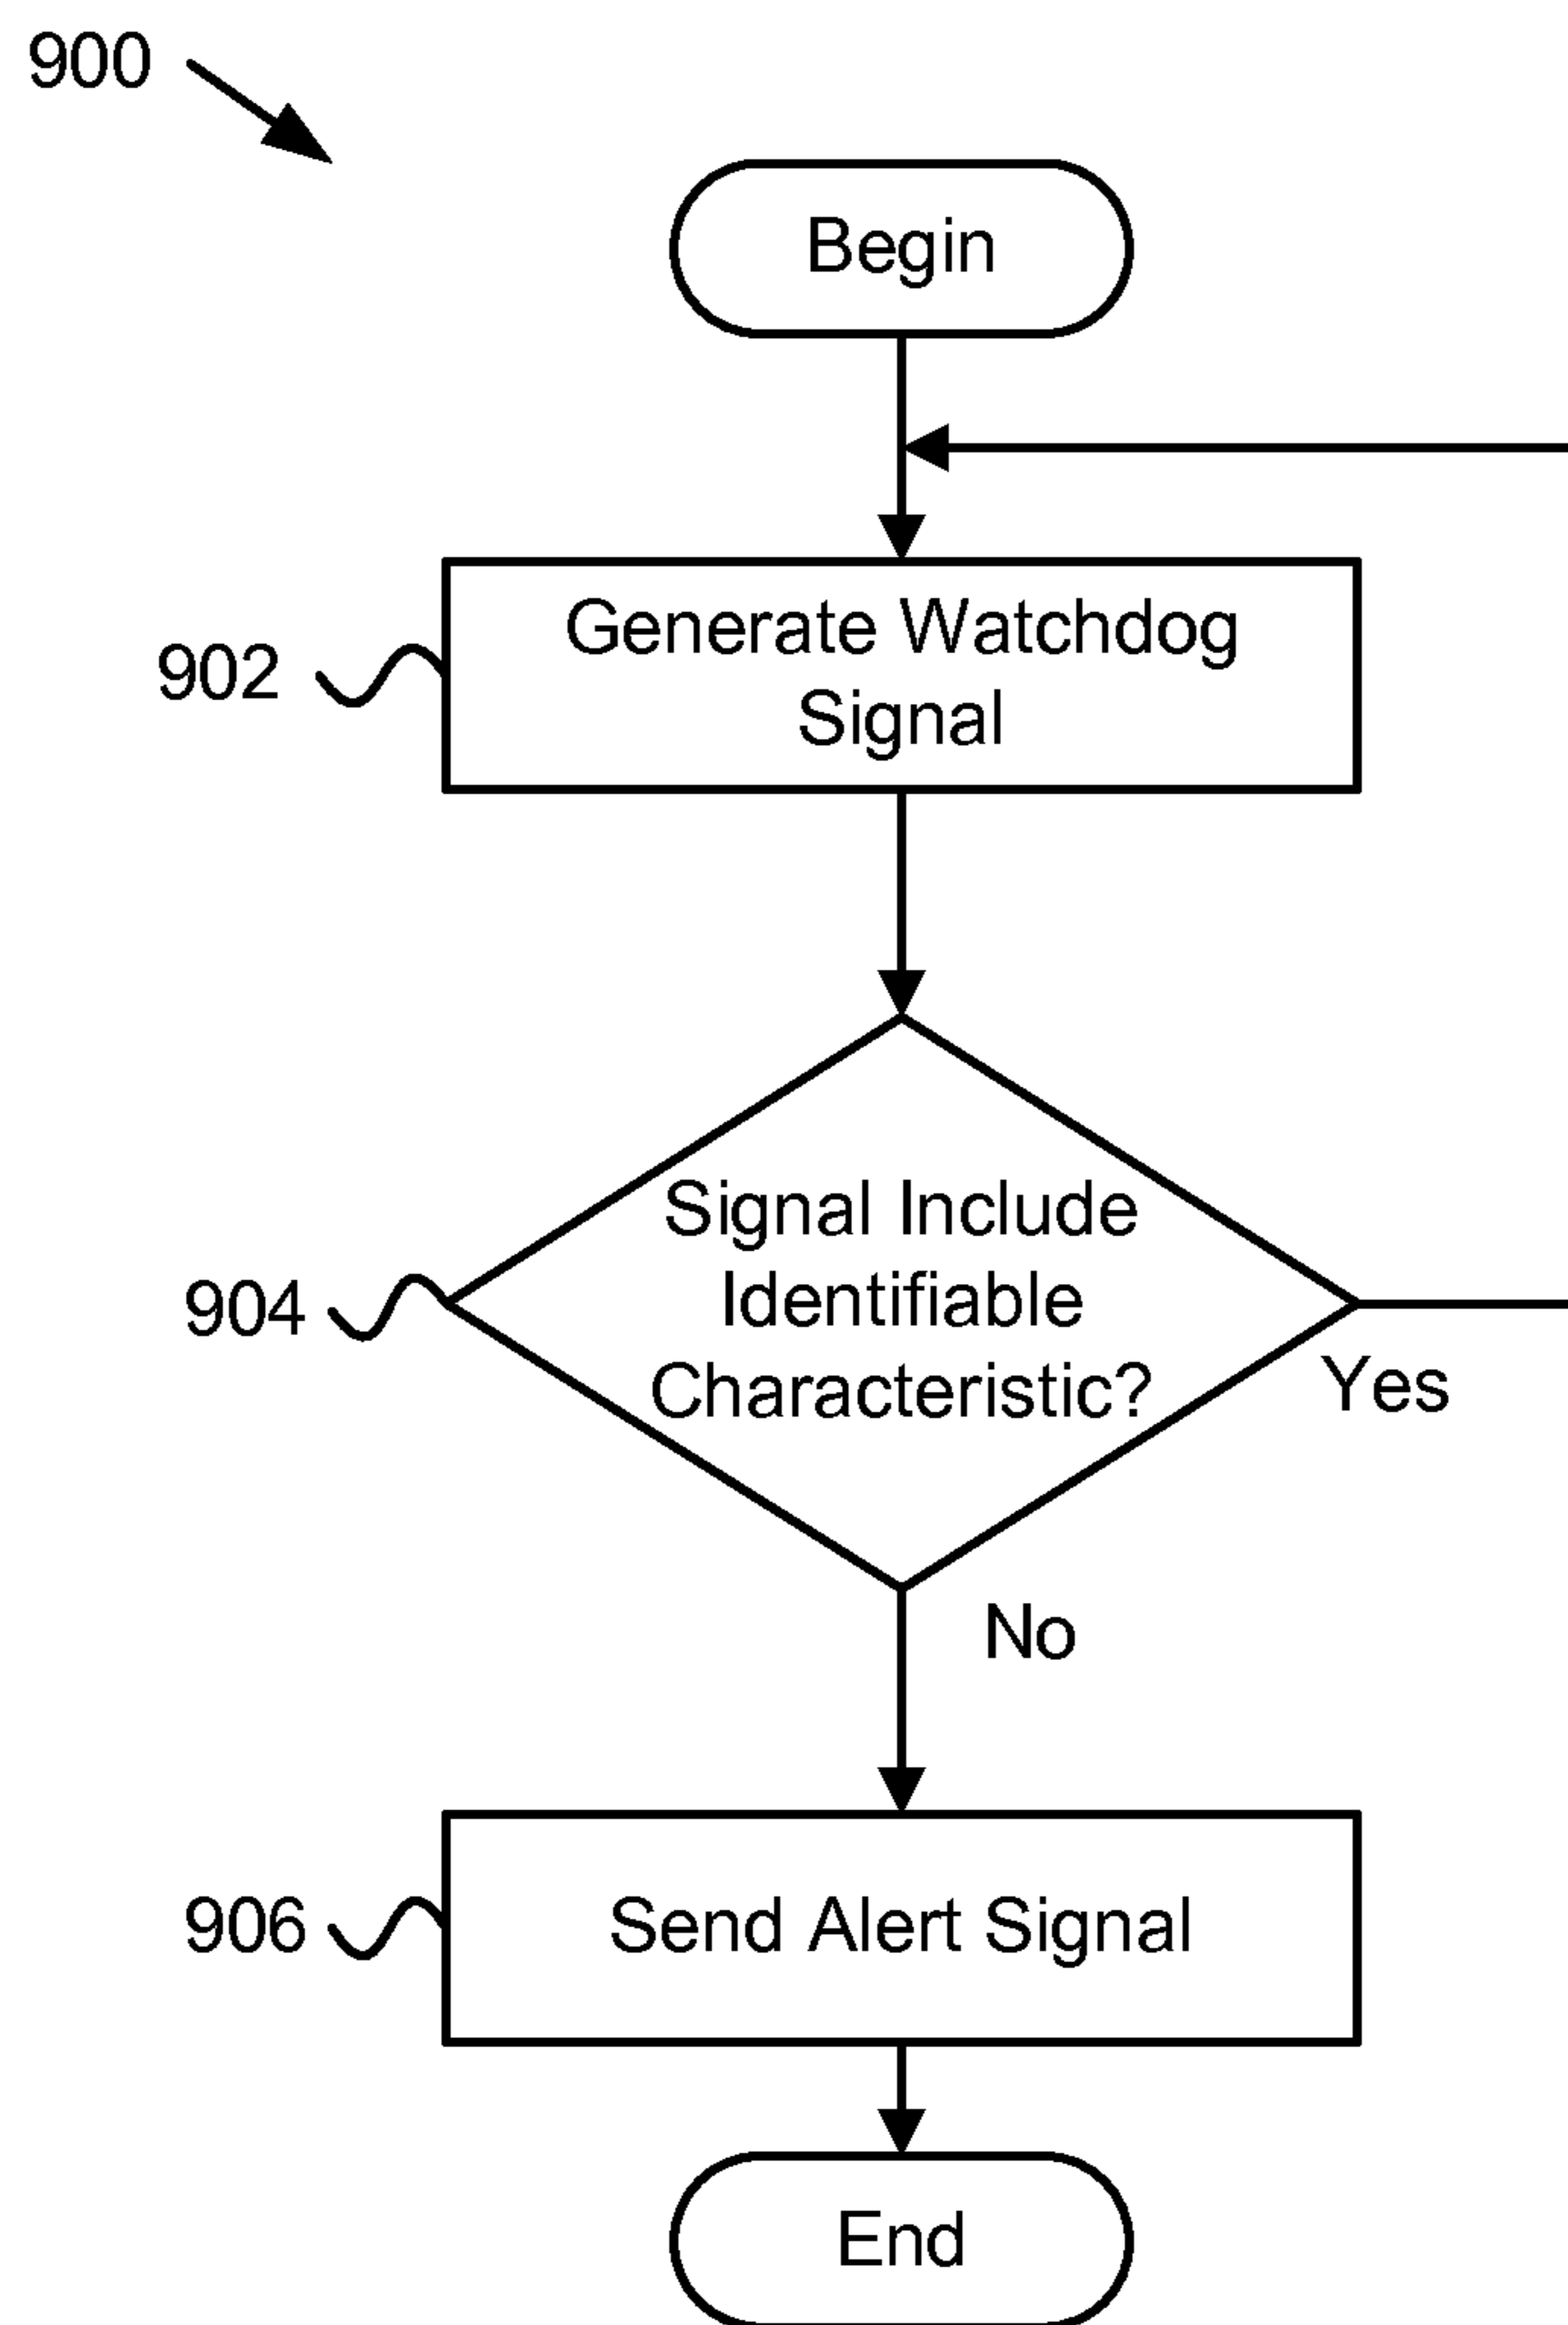 900
Begin
902
Generate Watchdog
Signal
904
Signal Include
Identifiable
Characteristic?
Yes
No
906
Send Alert Signal
End